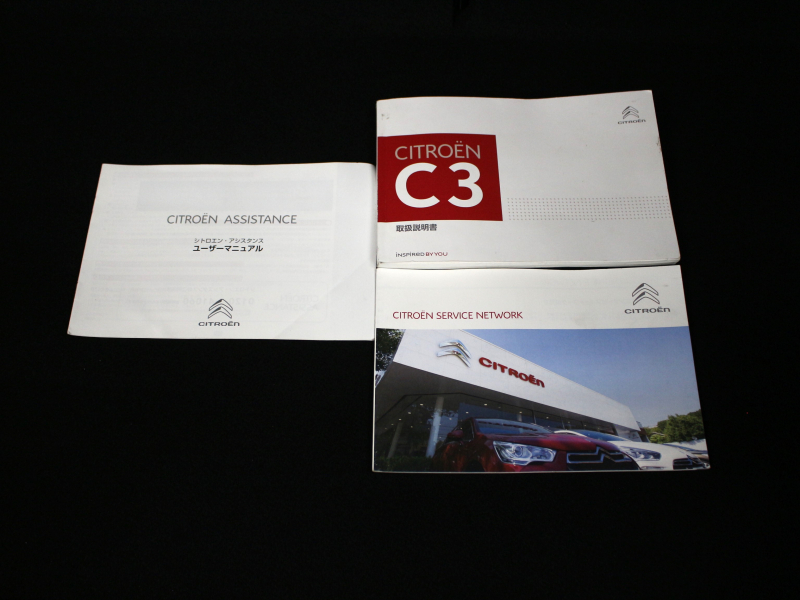 CITROËN ASSISTANCE
シトロエン・アシスタンス
ユーザーマニュアル
CITROËN
CITROËN
CITROËN
C3
取扱説明書
INSPIRED BY YOU
CITROËN
CITROËN SERVICE NETWORK
CITROËN